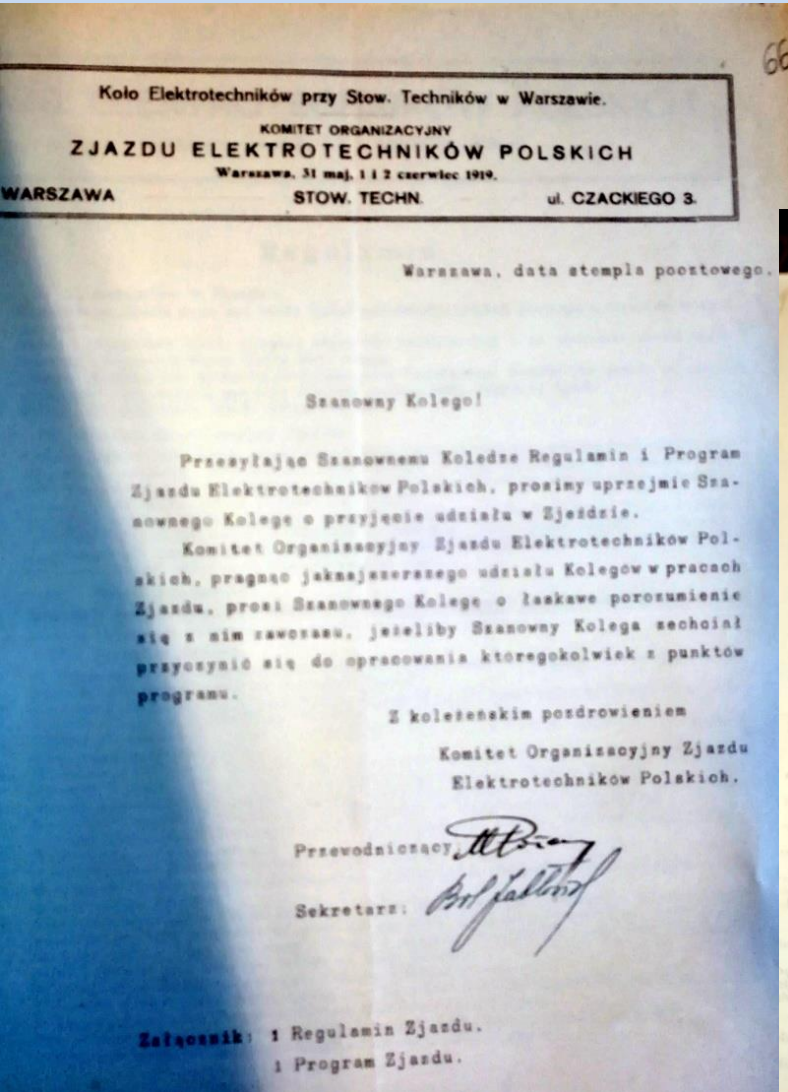 66
Koło Elektrotechników przy Stow. Techników w Warszawie.
KOMITET ORGANIZACYJNY
ZJAZDU ELEKTROTECHNIKÓW POLSKICH
Warszawa, 31 maj, 1 i 2 czerwiec 1919.
WARSZAWA STOW. TECHN. ul. CZACKIEGO 3.
Warszawa, data stempla pocztowego.
Szanowny Kolego!
Przesyłając Szanownemu Koledze Regulamin i Program
Zjazdu Elektrotechników Polskich, prosimy uprzejmie Sza-
nownego Kolegę o przyjęcie udziału w Zjeździe.
Komitet Organizacyjny Zjazdu Elektrotechników Pol-
skich, pragnąc jaknajszerszego udziału Kolegów w pracach
Zjazdu, prosi Szanownego Kolegę o łaskawe porozumienie
się z nim zawczasu, jeżeliby Szanowny Kolega zechciał
przyczynić się do opracowania któregokolwiek z punktów
programu.
Z koleżeńskim pozdrowieniem
Komitet Organizacyjny Zjazdu
Elektrotechników Polskich.
Przewodniczący:
Sekretarz:
Załącznik: 1 Regulamin Zjazdu.
1 Program Zjazdu.